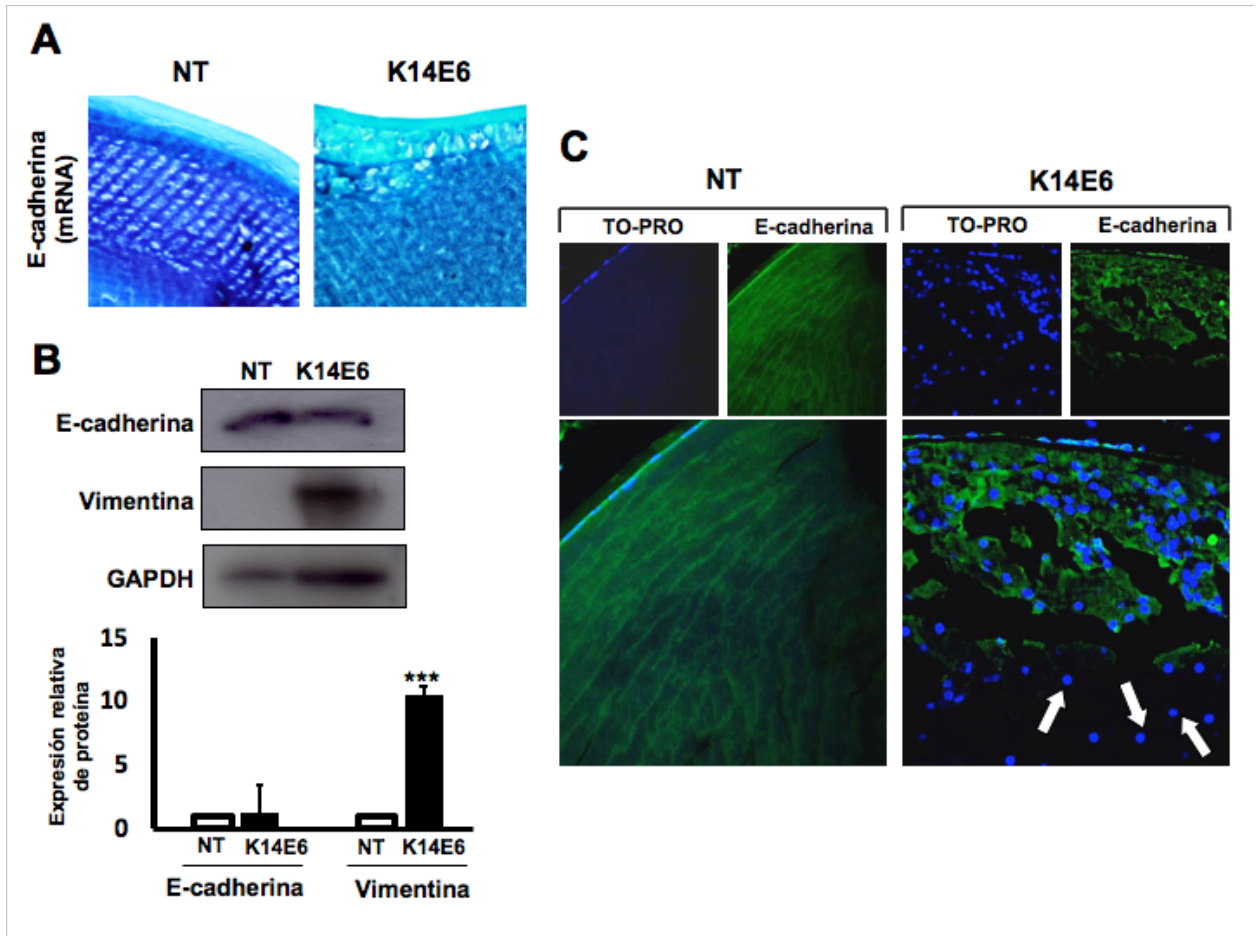 A
NT K14E6
E-cadherina
(mRNA)
B
NT K14E6
E-cadherina
Vimentina
GAPDH
Expresión relativa
de proteína
15
10
5
0
***
NT K14E6 NT K14E6
E-cadherina Vimentina
C
NT K14E6
TO-PRO E-cadherina TO-PRO E-cadherina